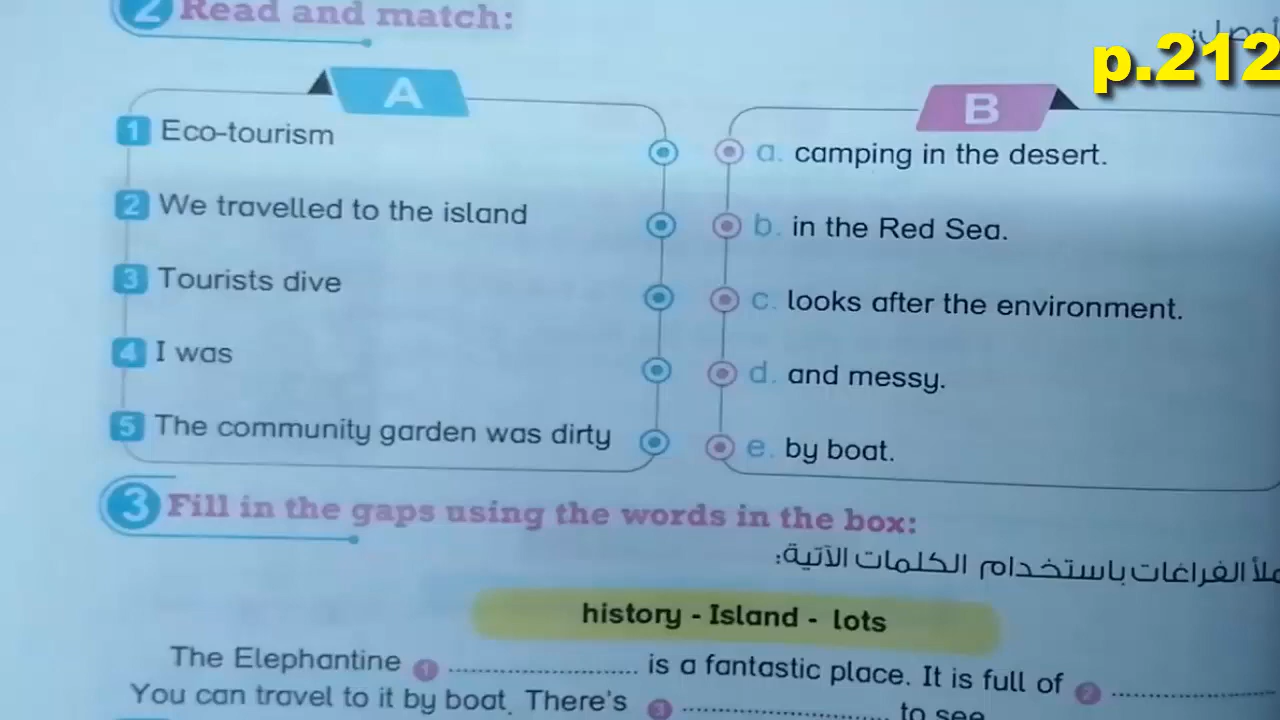 2 Read and match:
p.212
A
B
1 Eco-tourism
a. camping in the desert.
2 We travelled to the island
b. in the Red Sea.
3 Tourists dive
c. looks after the environment.
4 I was
d. and messy.
5 The community garden was dirty
e. by boat.
3 Fill in the gaps using the words in the box:
الفراغات باستخدام الكلمات الآتية:
history - Island - lots
The Elephantine 1 .................... is a fantastic place. It is full of 2 ....................
You can travel to it by boat. There's 3 .................... to see